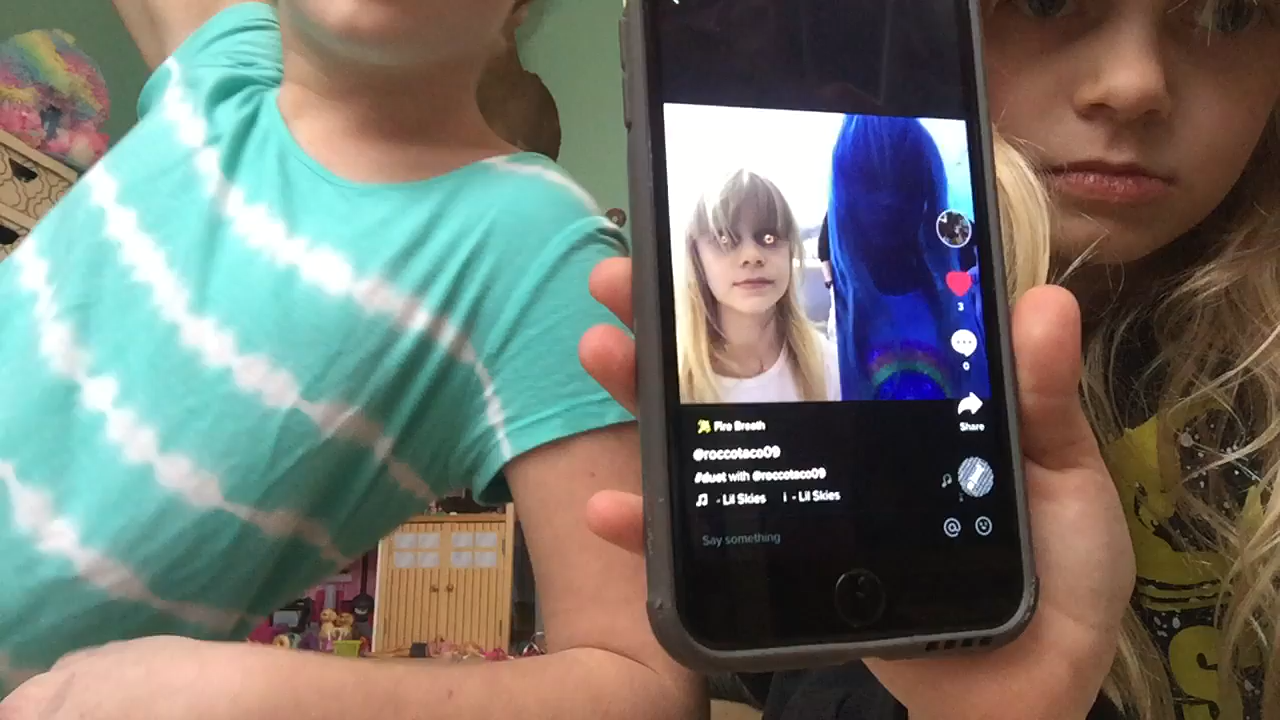 Fire Breath
@roccotaco09
#duet with @roccotaco09
- Lil Skies i - Lil Skies
Say something
3
0
Share
S